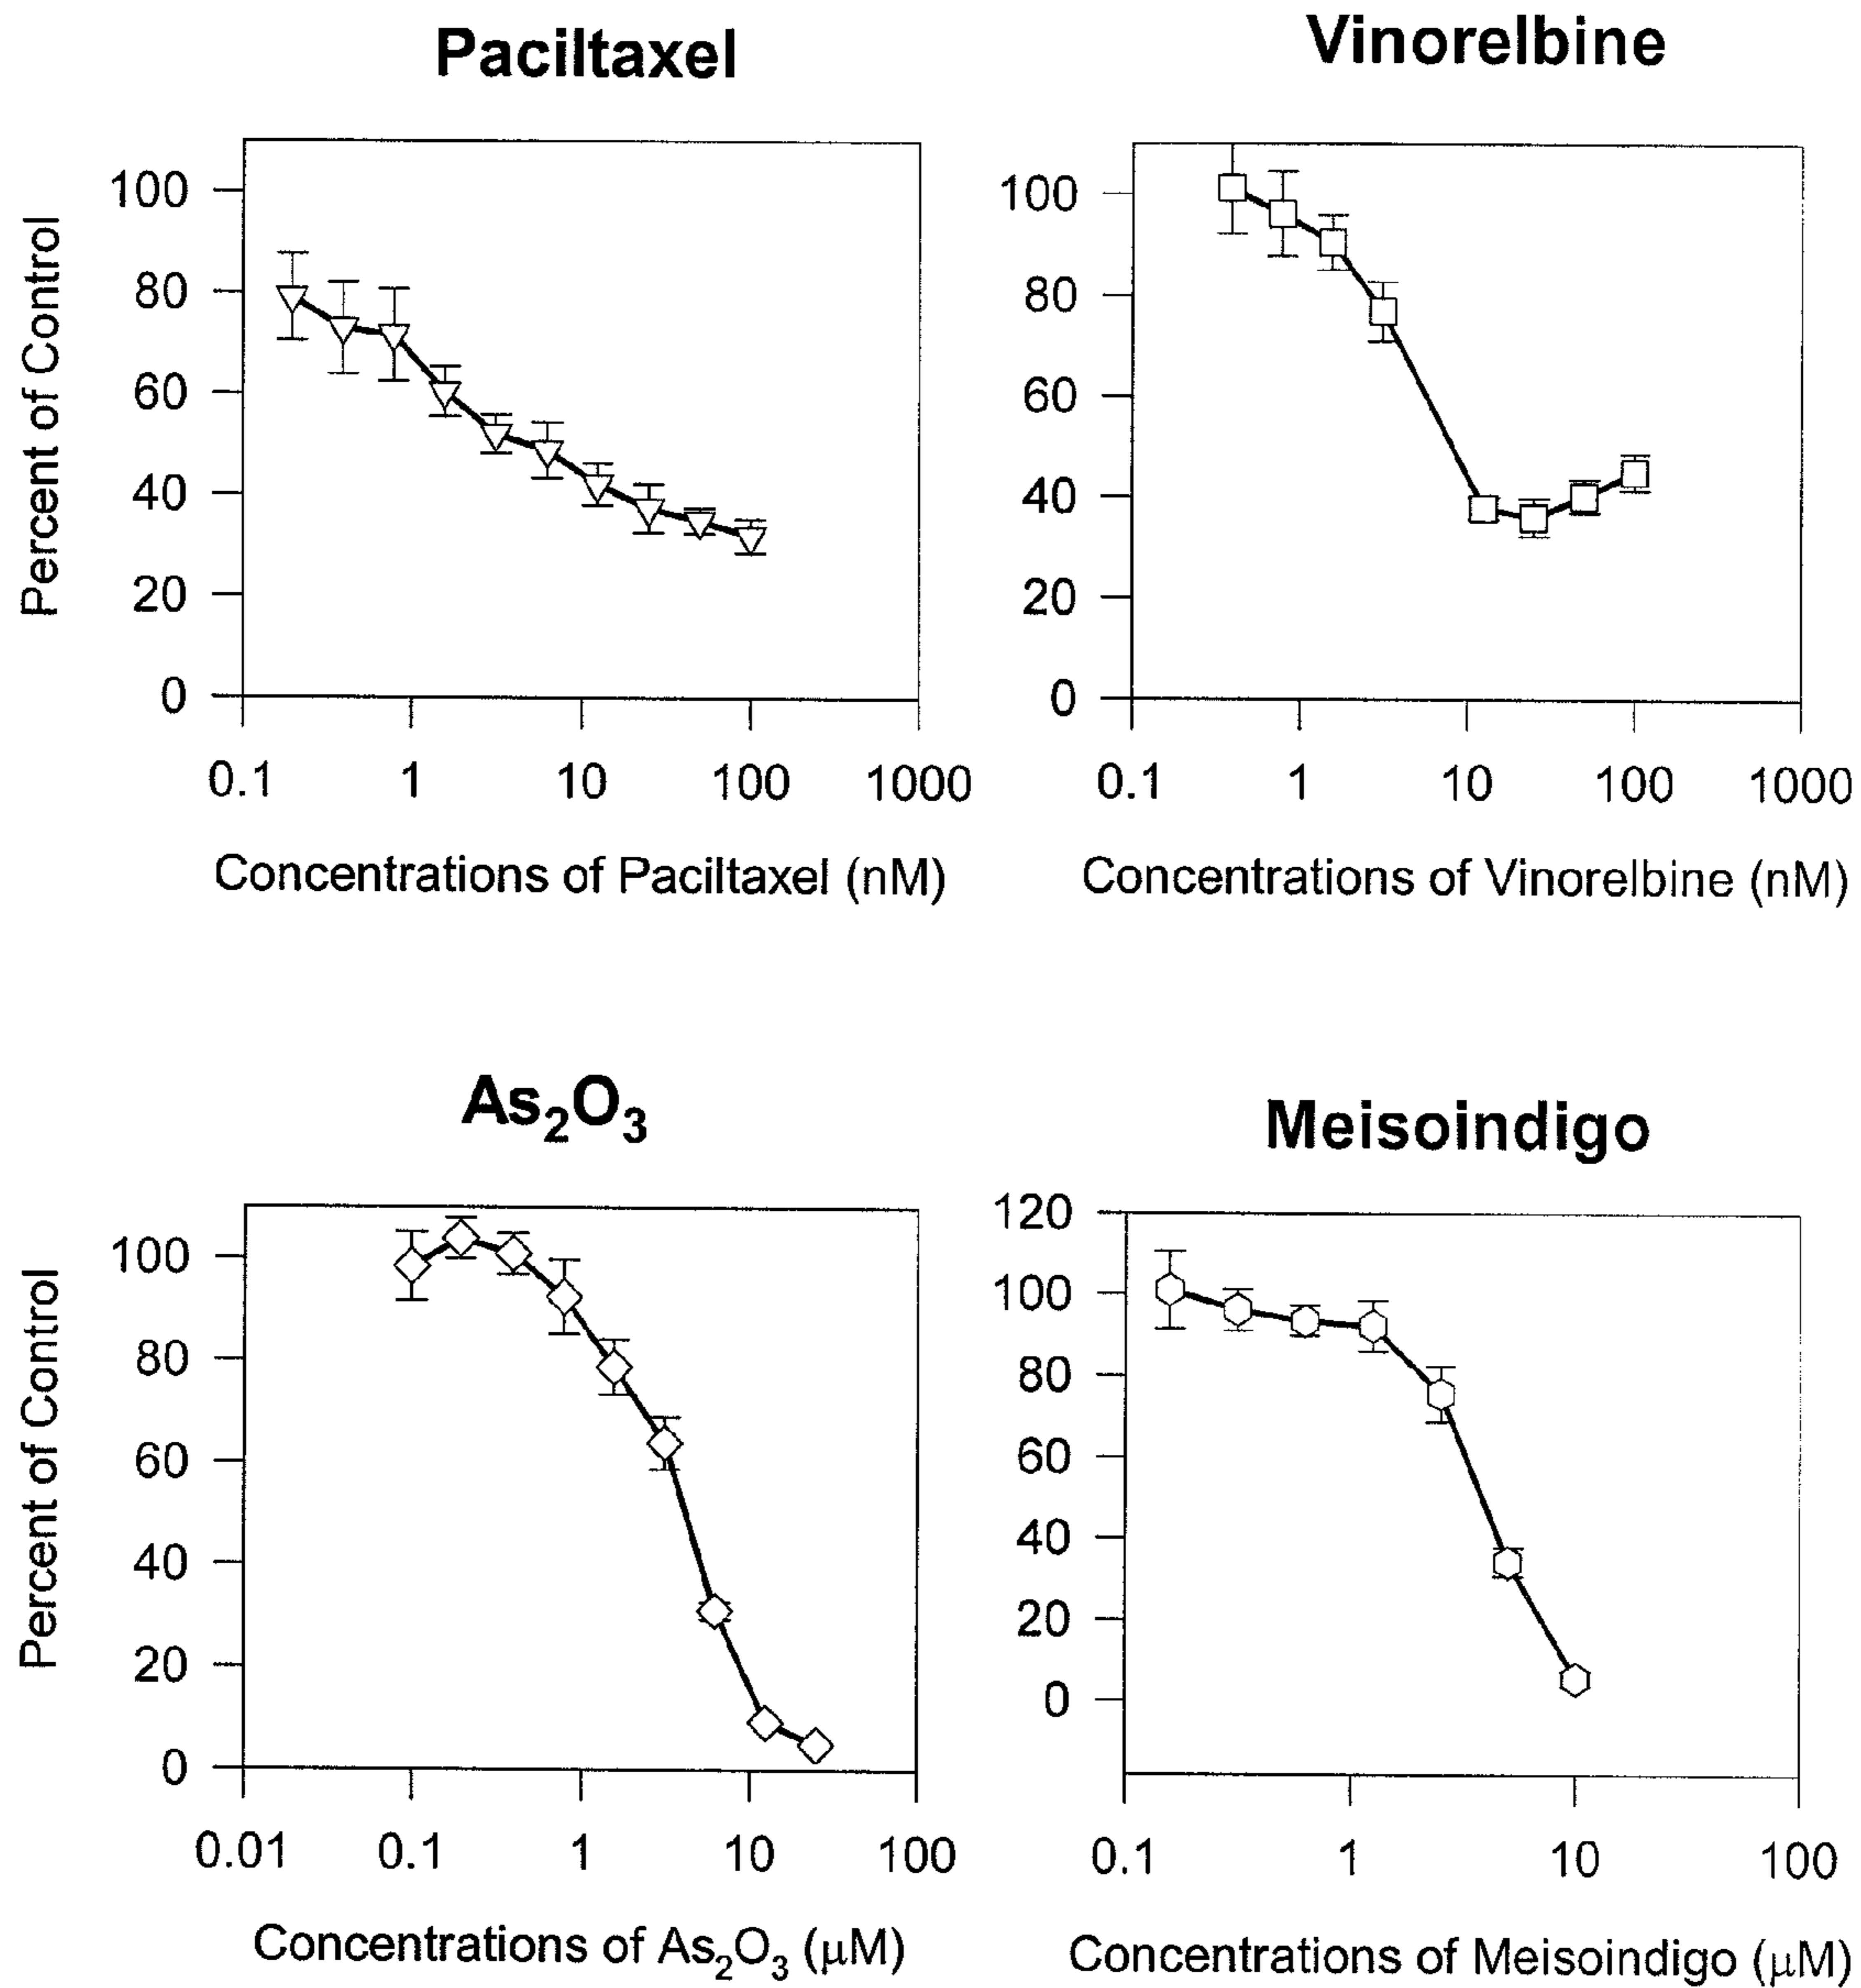 Paciltaxel
Percent of Control
100
80
60
40
20
0
0.1 1 10 100 1000
Concentrations of Paciltaxel (nM)
Vinorelbine
100
80
60
40
20
0
0.1 1 10 100 1000
Concentrations of Vinorelbine (nM)
As₂O₃
Percent of Control
100
80
60
40
20
0
0.01 0.1 1 10 100
Concentrations of As₂O₃ (μM)
Meisoindigo
120
100
80
60
40
20
0
0.1 1 10 100
Concentrations of Meisoindigo (μM)